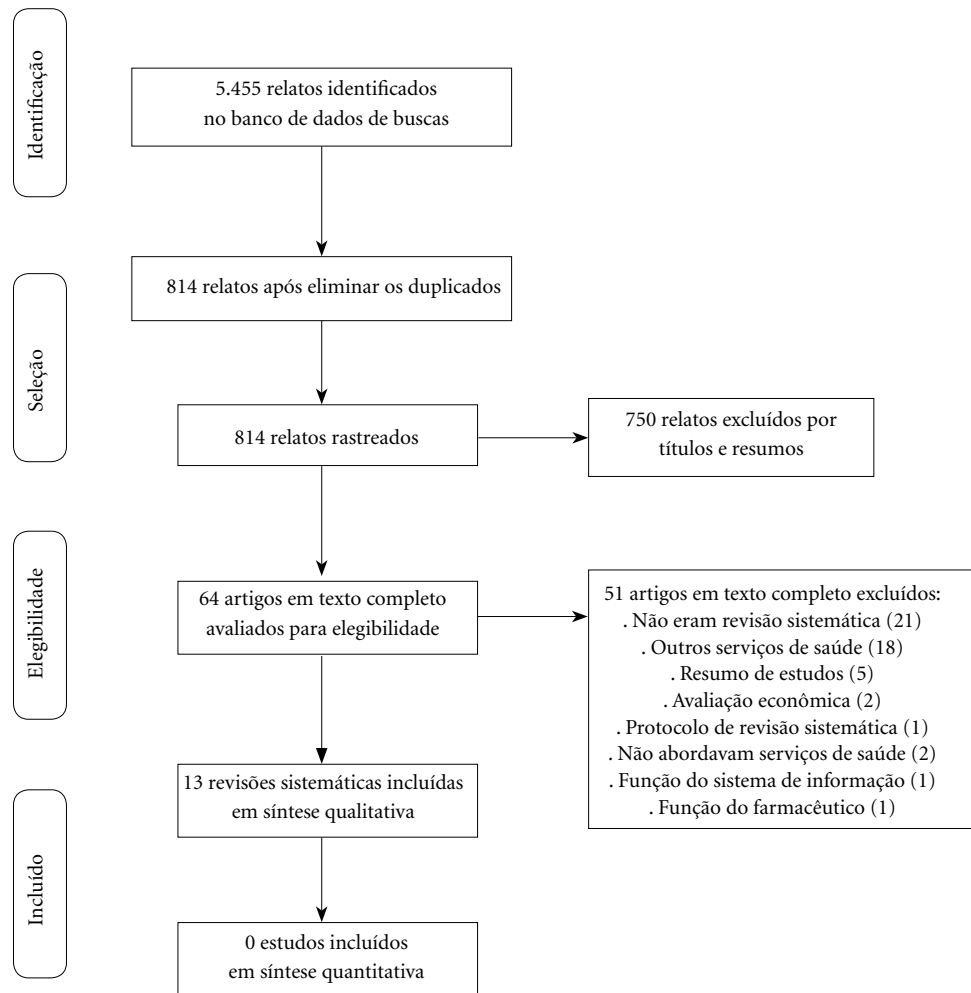 Identificação
5.455 relatos identificados
no banco de dados de buscas
Seleção
814 relatos após eliminar os duplicados
814 relatos rastreados
750 relatos excluídos por
títulos e resumos
Elegibilidade
64 artigos em texto completo
avaliados para elegibilidade
51 artigos em texto completo excluídos:
. Não eram revisão sistemática (21)
. Outros serviços de saúde (18)
. Resumo de estudos (5)
. Avaliação econômica (2)
. Protocolo de revisão sistemática (1)
. Não abordavam serviços de saúde (2)
. Função do sistema de informação (1)
. Função do farmacêutico (1)
Incluído
13 revisões sistemáticas incluídas
em síntese qualitativa
0 estudos incluídos
em síntese quantitativa